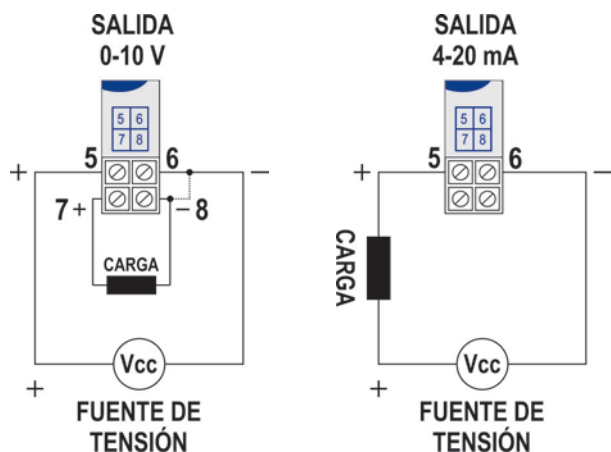 SALIDA
0-10 V
5 6
7 8
+ 5 6 −
7 + − 8
CARGA
Vcc
+
FUENTE DE
TENSIÓN
SALIDA
4-20 mA
5 6
7 8
+ 5 6 −
CARGA
Vcc
+
FUENTE DE
TENSIÓN